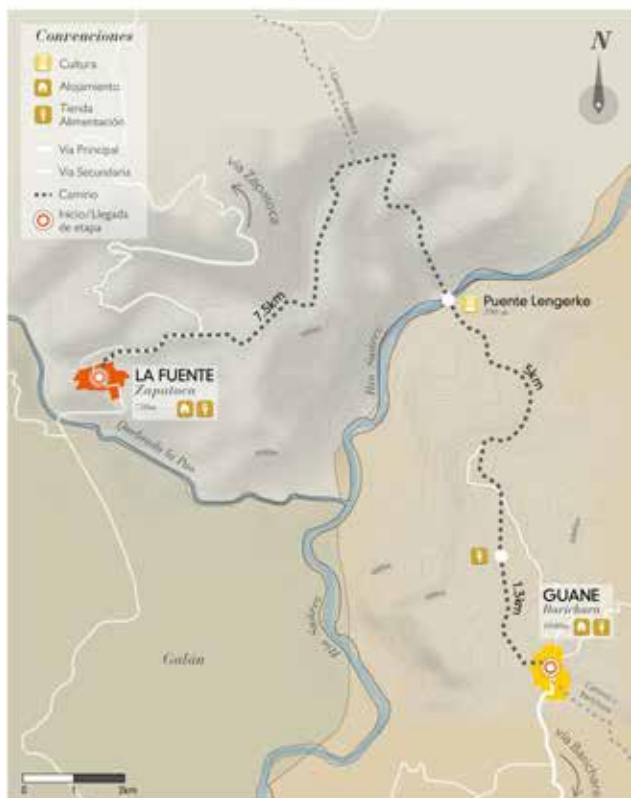 Convenciones
Cultura
Alojamiento
Tienda
Alimentación
Vía Principal
Vía Secundaria
Camino
Inicio/Llegada
de etapa
N
vía Zapatoca
7.5km
Puente Lengerke
Río Suárez
5km
LA FUENTE
Zapatoca
Quebrada la
1.3km
GUANE
Barichara
Galán
Río Suárez
Camino a
Barichara
vía Barichara
0 1 2km